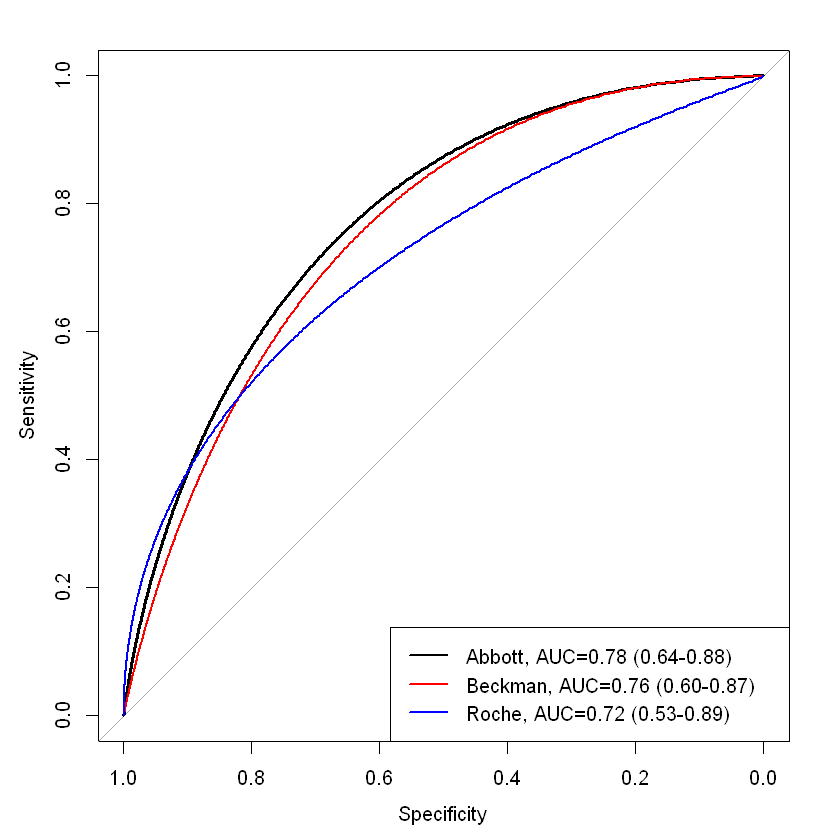 Sensitivity
1.0
0.8
0.6
0.4
0.2
0.0
Abbott, AUC=0.78 (0.64-0.88)
Beckman, AUC=0.76 (0.60-0.87)
Roche, AUC=0.72 (0.53-0.89)
1.0 0.8 0.6 0.4 0.2 0.0
Specificity